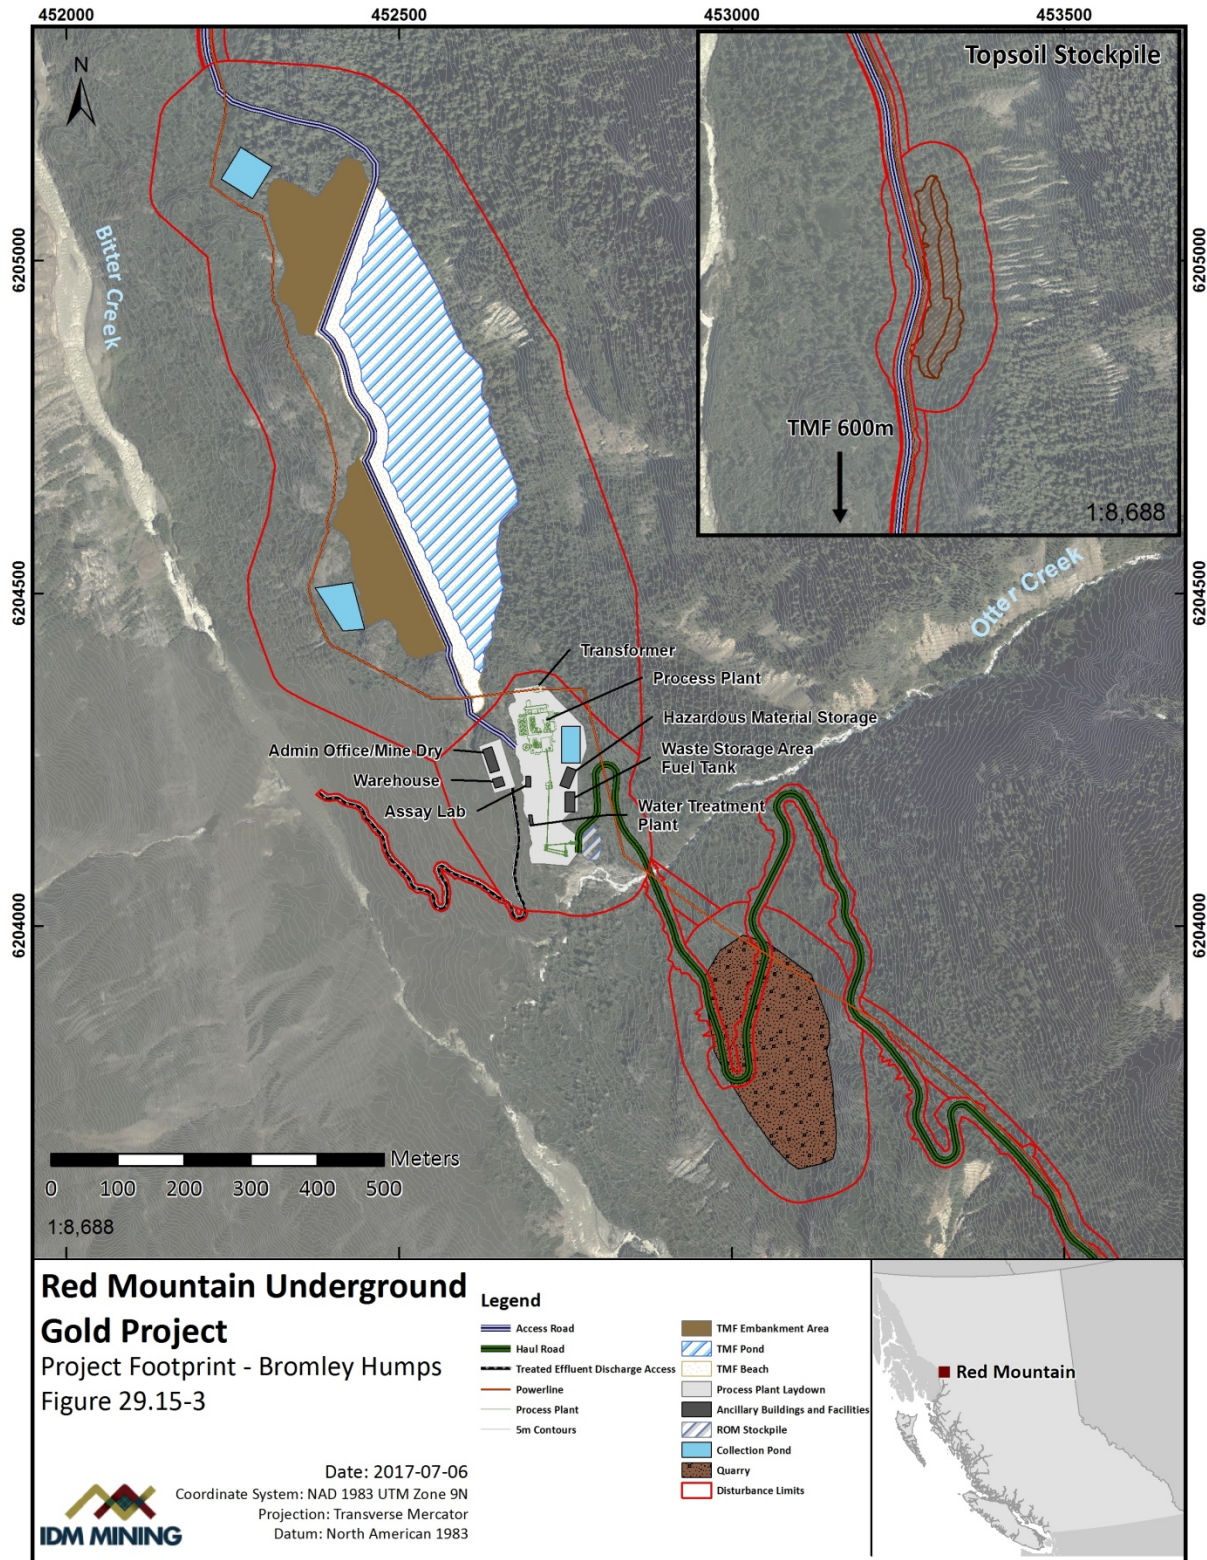 452000
452500
453000
453500
N
Topsoil Stockpile
6205000
6205000
Bitter Creek
TMF 600m
1:8,688
6204500
6204500
Otter Creek
Transformer
Process Plant
Hazardous Material Storage
Admin Office/Mine Dry
Waste Storage Area
Fuel Tank
Warehouse
Assay Lab
Water Treatment
Plant
6204000
6204000
Meters
0 100 200 300 400 500
1:8,688
Red Mountain Underground
Gold Project
Project Footprint - Bromley Humps
Figure 29.15-3
Date: 2017-07-06
Coordinate System: NAD 1983 UTM Zone 9N
Projection: Transverse Mercator
Datum: North American 1983
IDM MINING
Legend
Access Road
Haul Road
Treated Effluent Discharge Access
Powerline
Process Plant
5m Contours
TMF Embankment Area
TMF Pond
TMF Beach
Process Plant Laydown
Ancillary Buildings and Facilities
ROM Stockpile
Collection Pond
Quarry
Disturbance Limits
Red Mountain